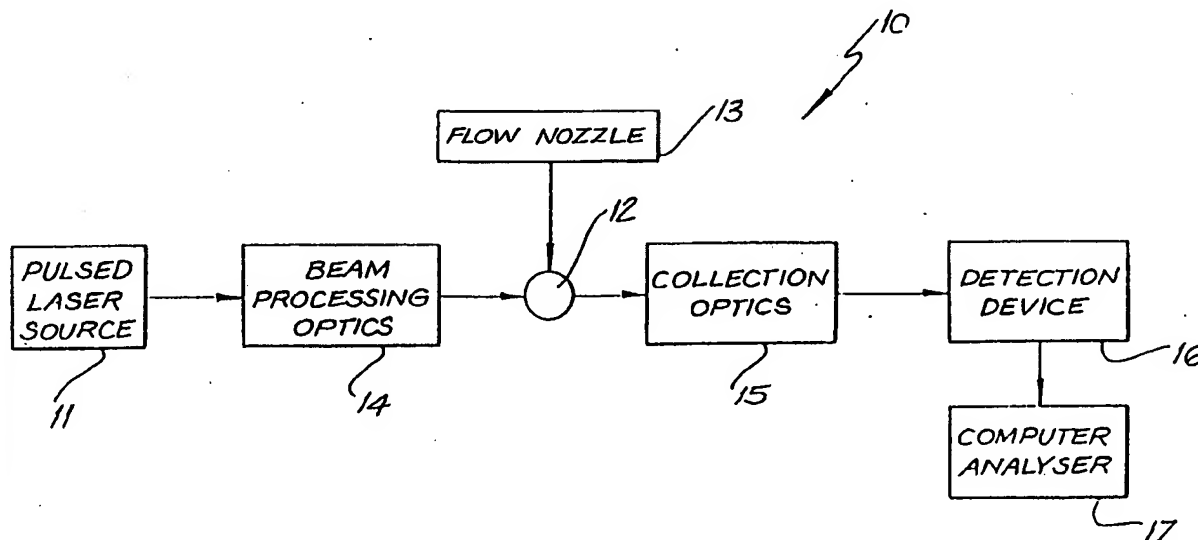 10
FLOW NOZZLE
13
12
PULSED
LASER
SOURCE
11
BEAM
PROCESSING
OPTICS
14
COLLECTION
OPTICS
15
DETECTION
DEVICE
16
COMPUTER
ANALYSER
17